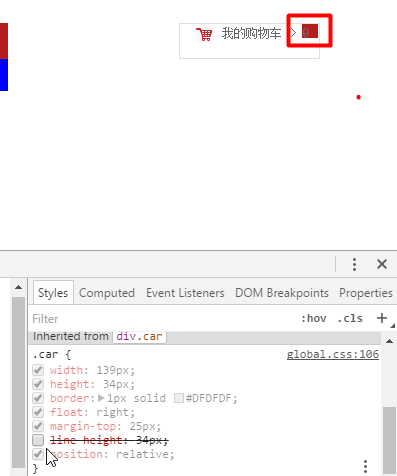 我的购物车
Styles Computed Event Listeners DOM Breakpoints Properties
Filter :hov .cls +
Inherited from div.car
.car { global.css:106
width: 139px;
height: 34px;
border: 1px solid #DFDFDF;
float: right;
margin-top: 25px;
line-height: 34px;
position: relative;
}